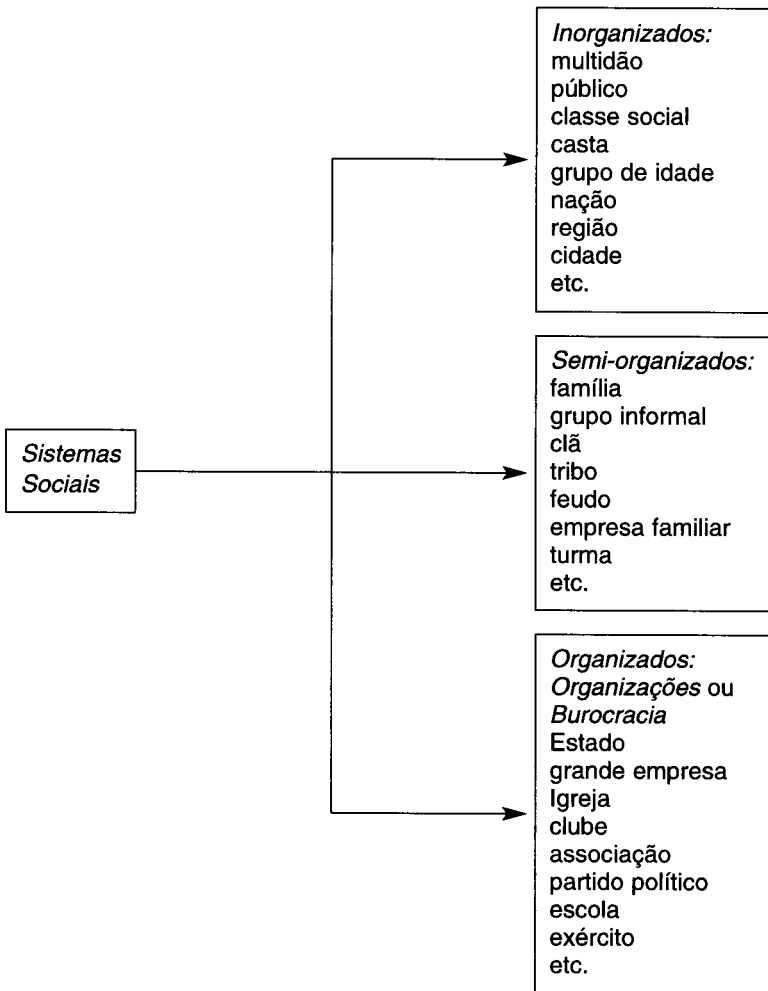 Sistemas
Sociais
Inorganizados:
multidão
público
classe social
casta
grupo de idade
nação
região
cidade
etc.
Semi-organizados:
família
grupo informal
clã
tribo
feudo
empresa familiar
turma
etc.
Organizados:
Organizações ou
Burocracia
Estado
grande empresa
Igreja
clube
associação
partido político
escola
exército
etc.